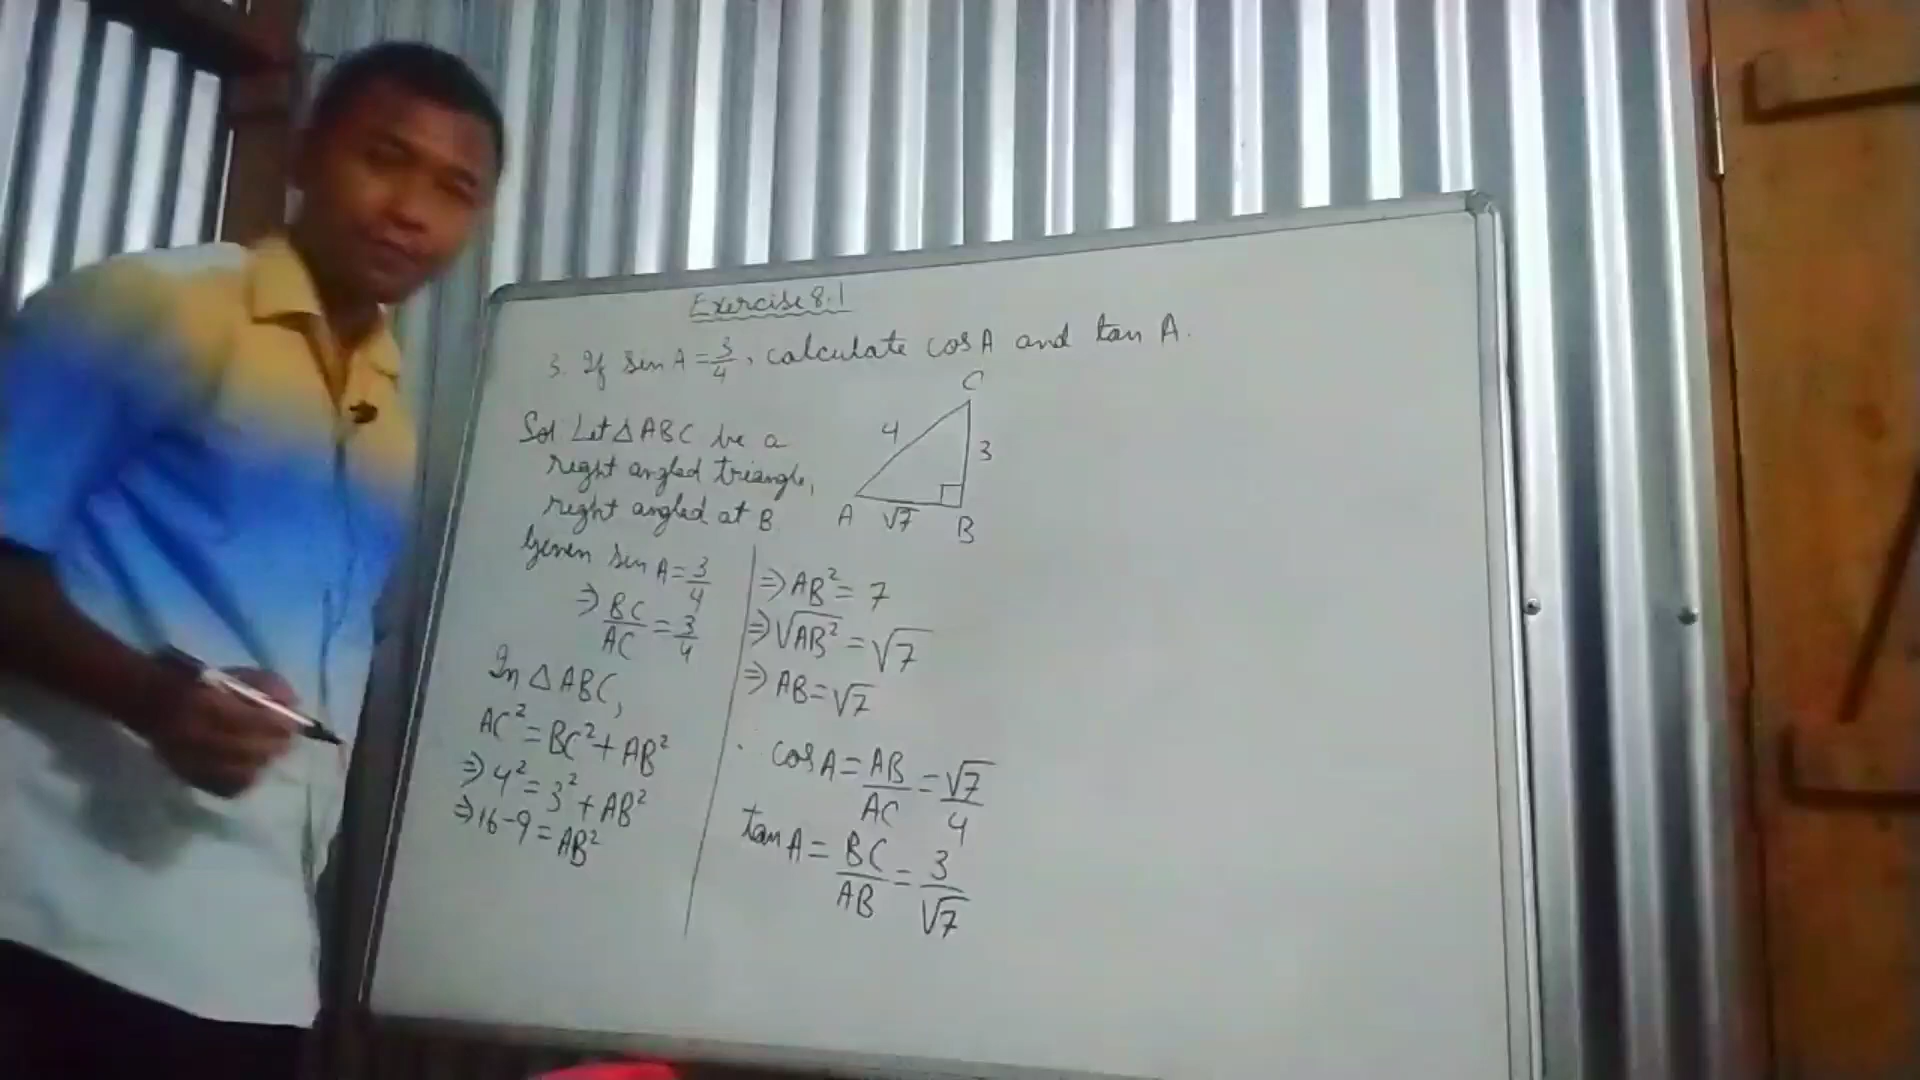 Exercise 8.1
3. If sin A = 3/4, calculate cos A and tan A.
C
4
3
A √7 B
Sol Let △ABC be a
right angled triangle,
right angled at B
Given sin A = 3/4
⇒ BC/AC = 3/4
In △ABC,
AC² = BC² + AB²
⇒ 4² = 3² + AB²
⇒ 16 - 9 = AB²
⇒ AB² = 7
⇒ √AB² = √7
⇒ AB = √7
cos A = AB/AC = √7/4
tan A = BC/AB = 3/√7